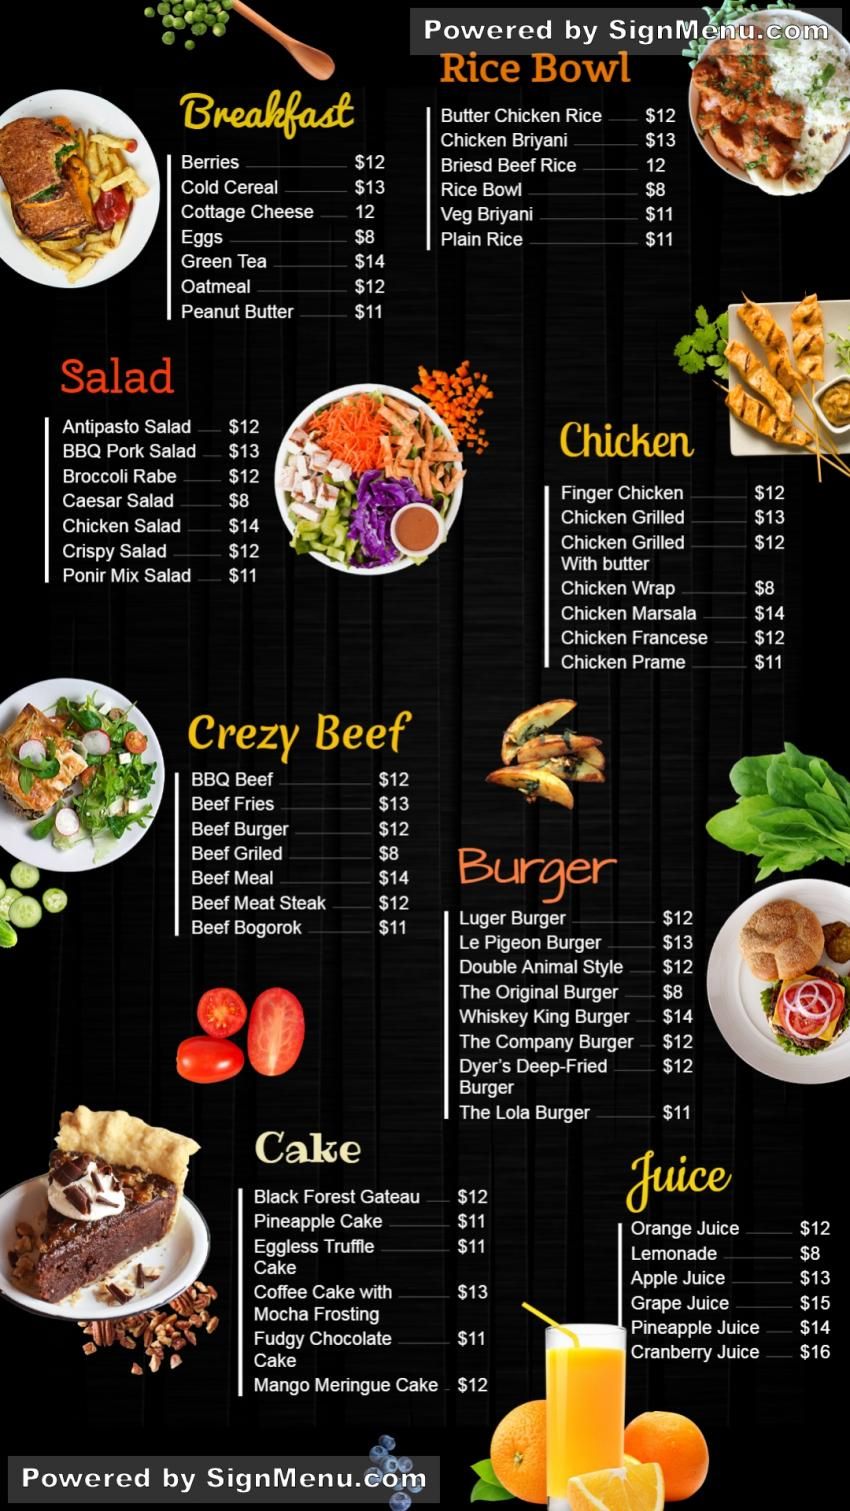 Powered by SignMenu.com
Breakfast
Berries $12
Cold Cereal $13
Cottage Cheese 12
Eggs $8
Green Tea $14
Oatmeal $12
Peanut Butter $11
Rice Bowl
Butter Chicken Rice $12
Chicken Briyani $13
Briesd Beef Rice 12
Rice Bowl $8
Veg Briyani $11
Plain Rice $11
Salad
Antipasto Salad $12
BBQ Pork Salad $13
Broccoli Rabe $12
Caesar Salad $8
Chicken Salad $14
Crispy Salad $12
Ponir Mix Salad $11
Chicken
Finger Chicken $12
Chicken Grilled $13
Chicken Grilled $12
With butter
Chicken Wrap $8
Chicken Marsala $14
Chicken Francese $12
Chicken Prame $11
Crezy Beef
BBQ Beef $12
Beef Fries $13
Beef Burger $12
Beef Griled $8
Beef Meal $14
Beef Meat Steak $12
Beef Bogorok $11
Burger
Luger Burger $12
Le Pigeon Burger $13
Double Animal Style $12
The Original Burger $8
Whiskey King Burger $14
The Company Burger $12
Dyer's Deep-Fried $12
Burger
The Lola Burger $11
Cake
Black Forest Gateau $12
Pineapple Cake $11
Eggless Truffle $11
Cake
Coffee Cake with $13
Mocha Frosting
Fudgy Chocolate $11
Cake
Mango Meringue Cake $12
Juice
Orange Juice $12
Lemonade $8
Apple Juice $13
Grape Juice $15
Pineapple Juice $14
Cranberry Juice $16
Powered by SignMenu.com